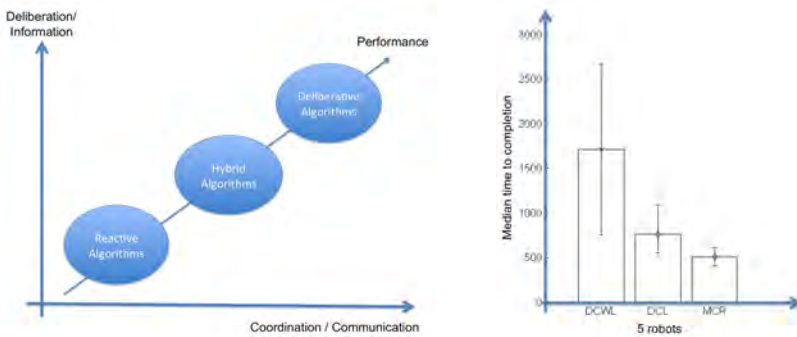 Deliberation/
Information
Performance
Deliberative
Algorithms
Hybrid
Algorithms
Reactive
Algorithms
Coordination / Communication
Median time to completion
3000
2500
2000
1500
1000
500
0
DCWL DCL MCR
5 robots